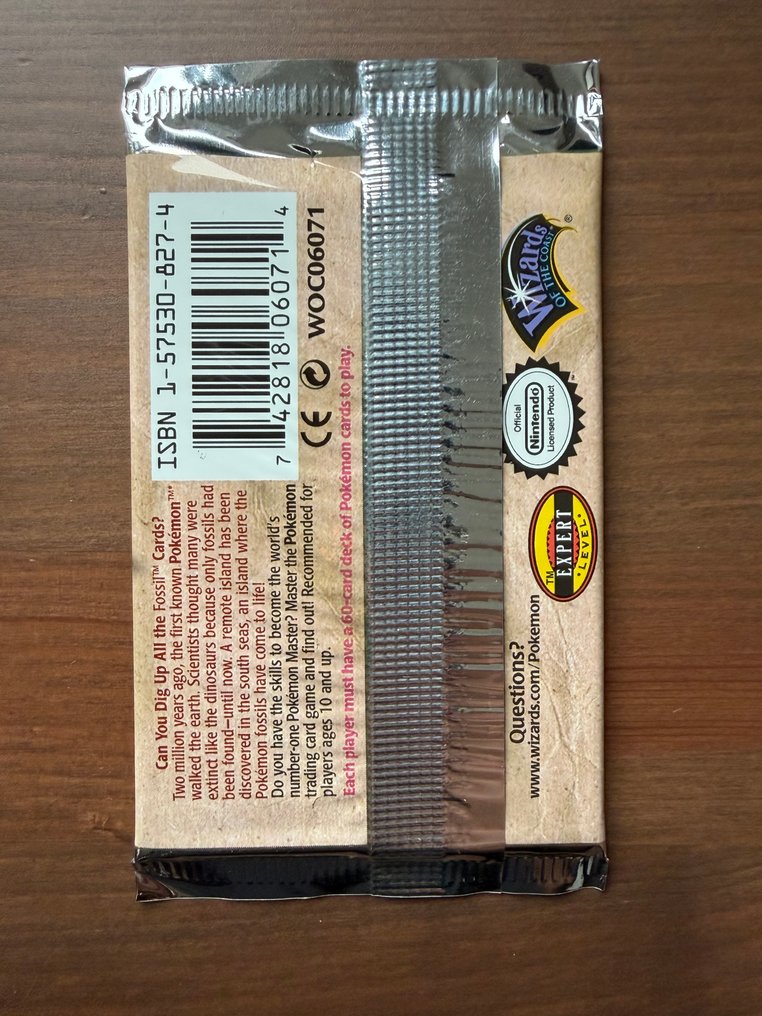 Can You Dig Up All the Fossil™ Cards?
Two million years ago, the first known Pokémon™*
walked the earth. Scientists thought many were
extinct like the dinosaurs because only fossils had
been found—until now. A remote island has been
discovered in the south seas, an island where the
Pokémon fossils have come to life!
Do you have the skills to become the world's
number-one Pokémon Master? Master the Pokémon
trading card game and find out! Recommended for
players ages 10 and up.
Each player must have a 60-card deck of Pokémon cards to play.
ISBN 1-57530-827-4
7 42818 06071 4
CE WOC06071
Questions?
www.wizards.com/Pokemon
EXPERT™
• LEVEL •
Official
Nintendo®
Licensed Product
™
Wizards
OF THE COAST™
®